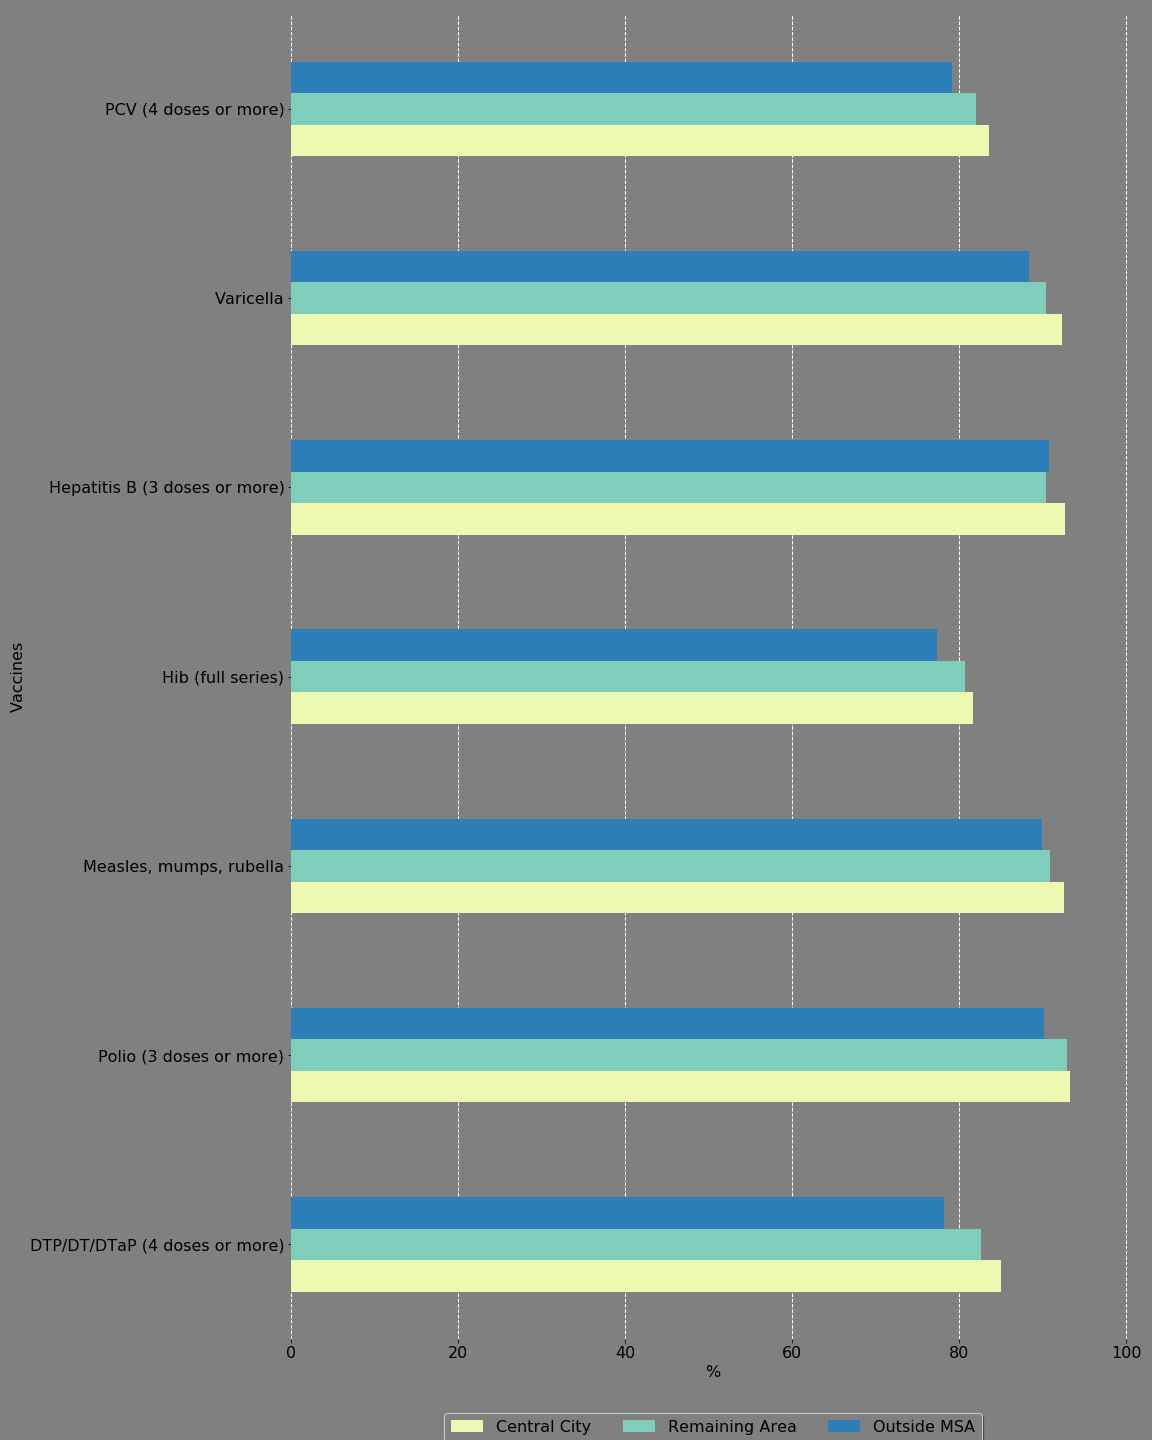 PCV (4 doses or more)
Varicella
Hepatitis B (3 doses or more)
Hib (full series)
Vaccines
Measles, mumps, rubella
Polio (3 doses or more)
DTP/DT/DTaP (4 doses or more)
0 20 40 60 80 100
%
Central City Remaining Area Outside MSA